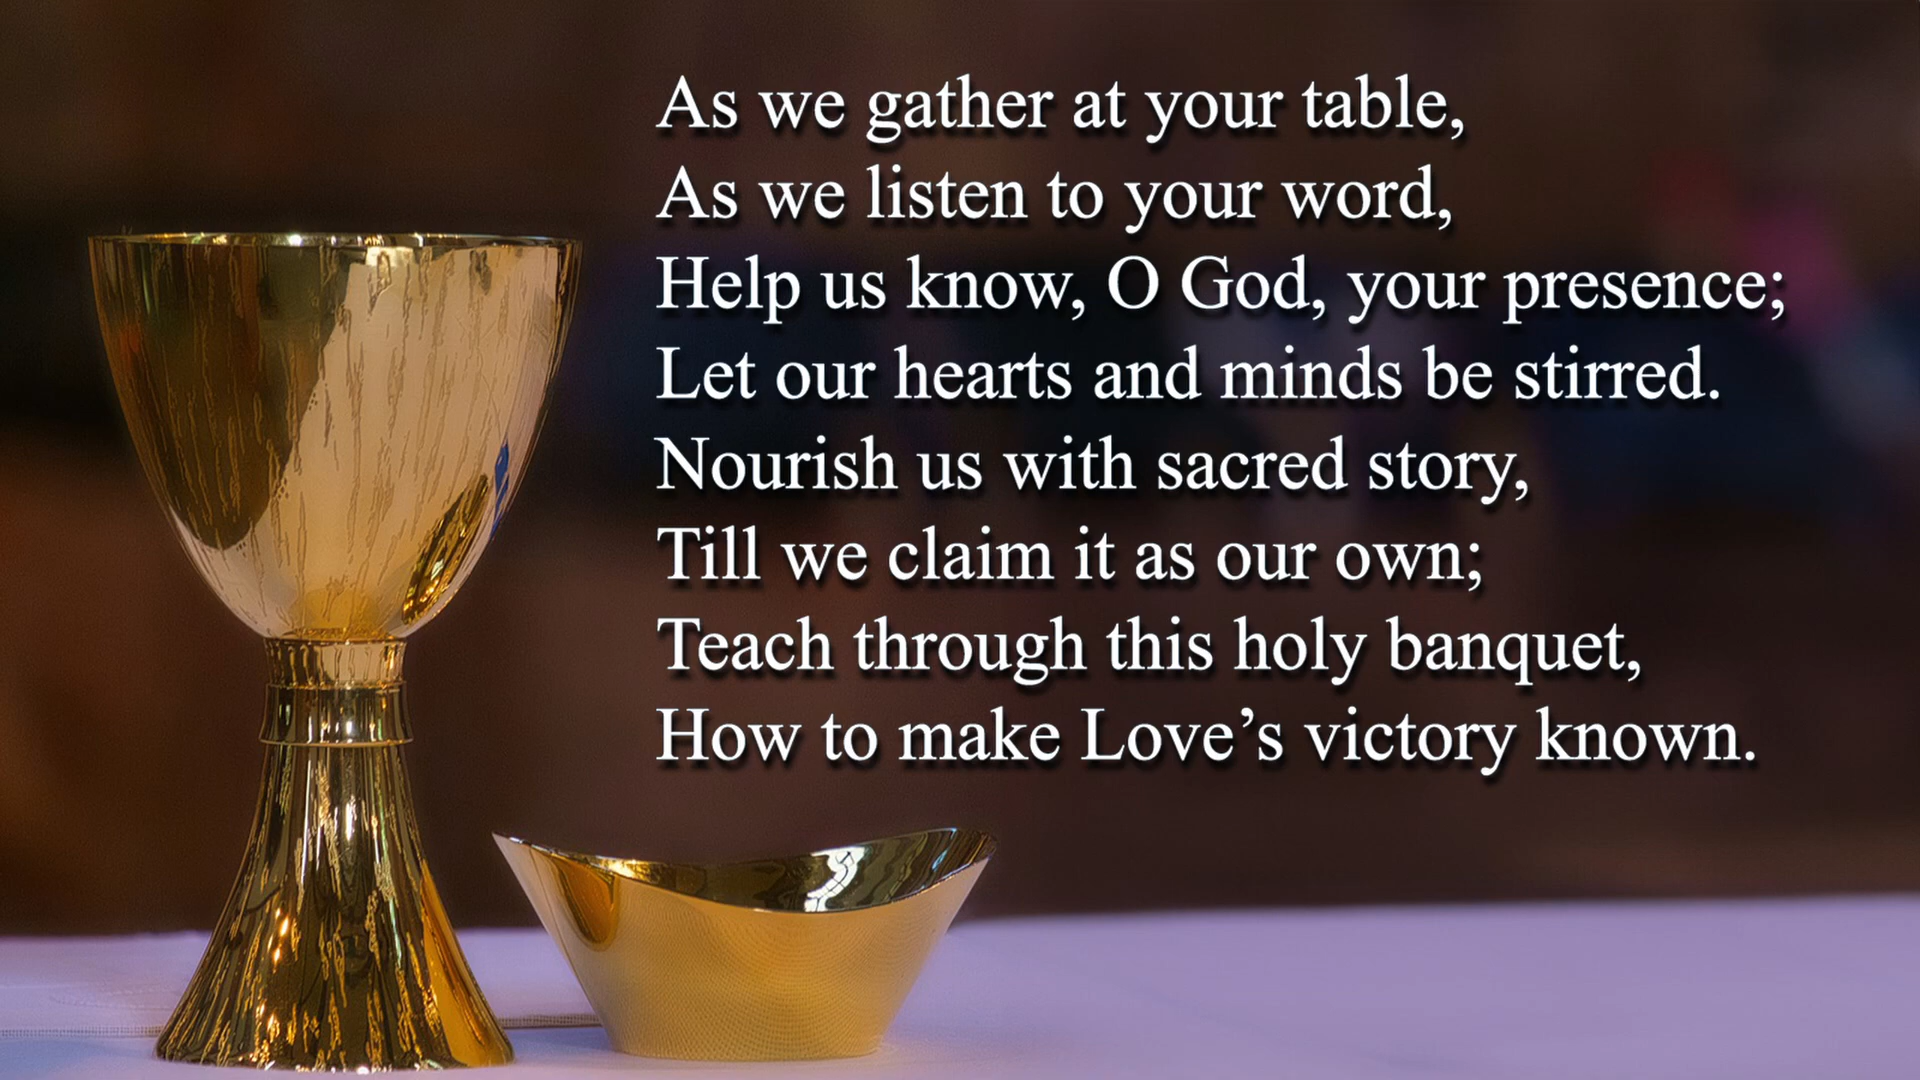 As we gather at your table,
As we listen to your word,
Help us know, O God, your presence;
Let our hearts and minds be stirred.
Nourish us with sacred story,
Till we claim it as our own;
Teach through this holy banquet,
How to make Love’s victory known.